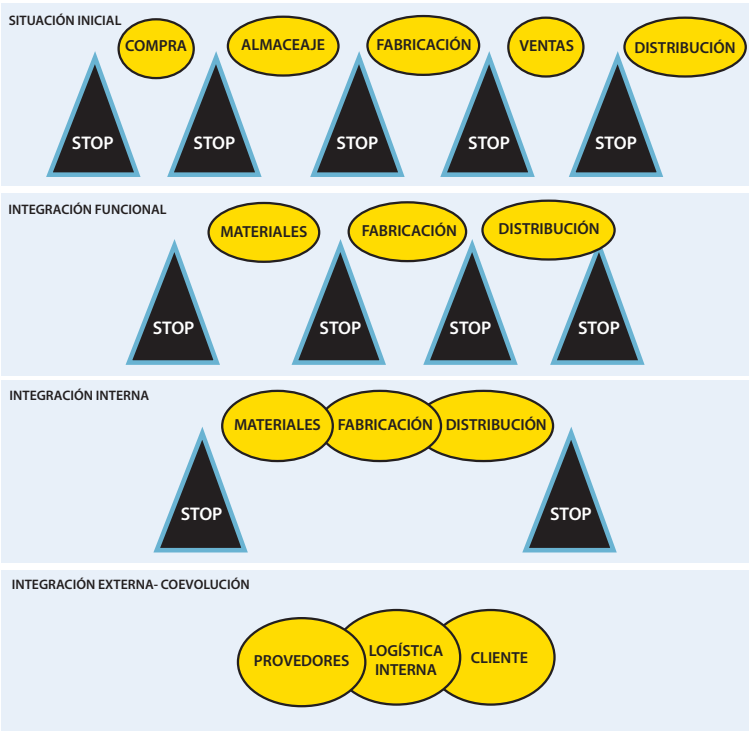 SITUACIÓN INICIAL
COMPRA
ALMACEAJE
FABRICACIÓN
VENTAS
DISTRIBUCIÓN
STOP
STOP
STOP
STOP
STOP
INTEGRACIÓN FUNCIONAL
MATERIALES
FABRICACIÓN
DISTRIBUCIÓN
STOP
STOP
STOP
STOP
INTEGRACIÓN INTERNA
MATERIALES
FABRICACIÓN
DISTRIBUCIÓN
STOP
STOP
INTEGRACIÓN EXTERNA- COEVOLUCIÓN
PROVEDORES
LOGÍSTICA
INTERNA
CLIENTE